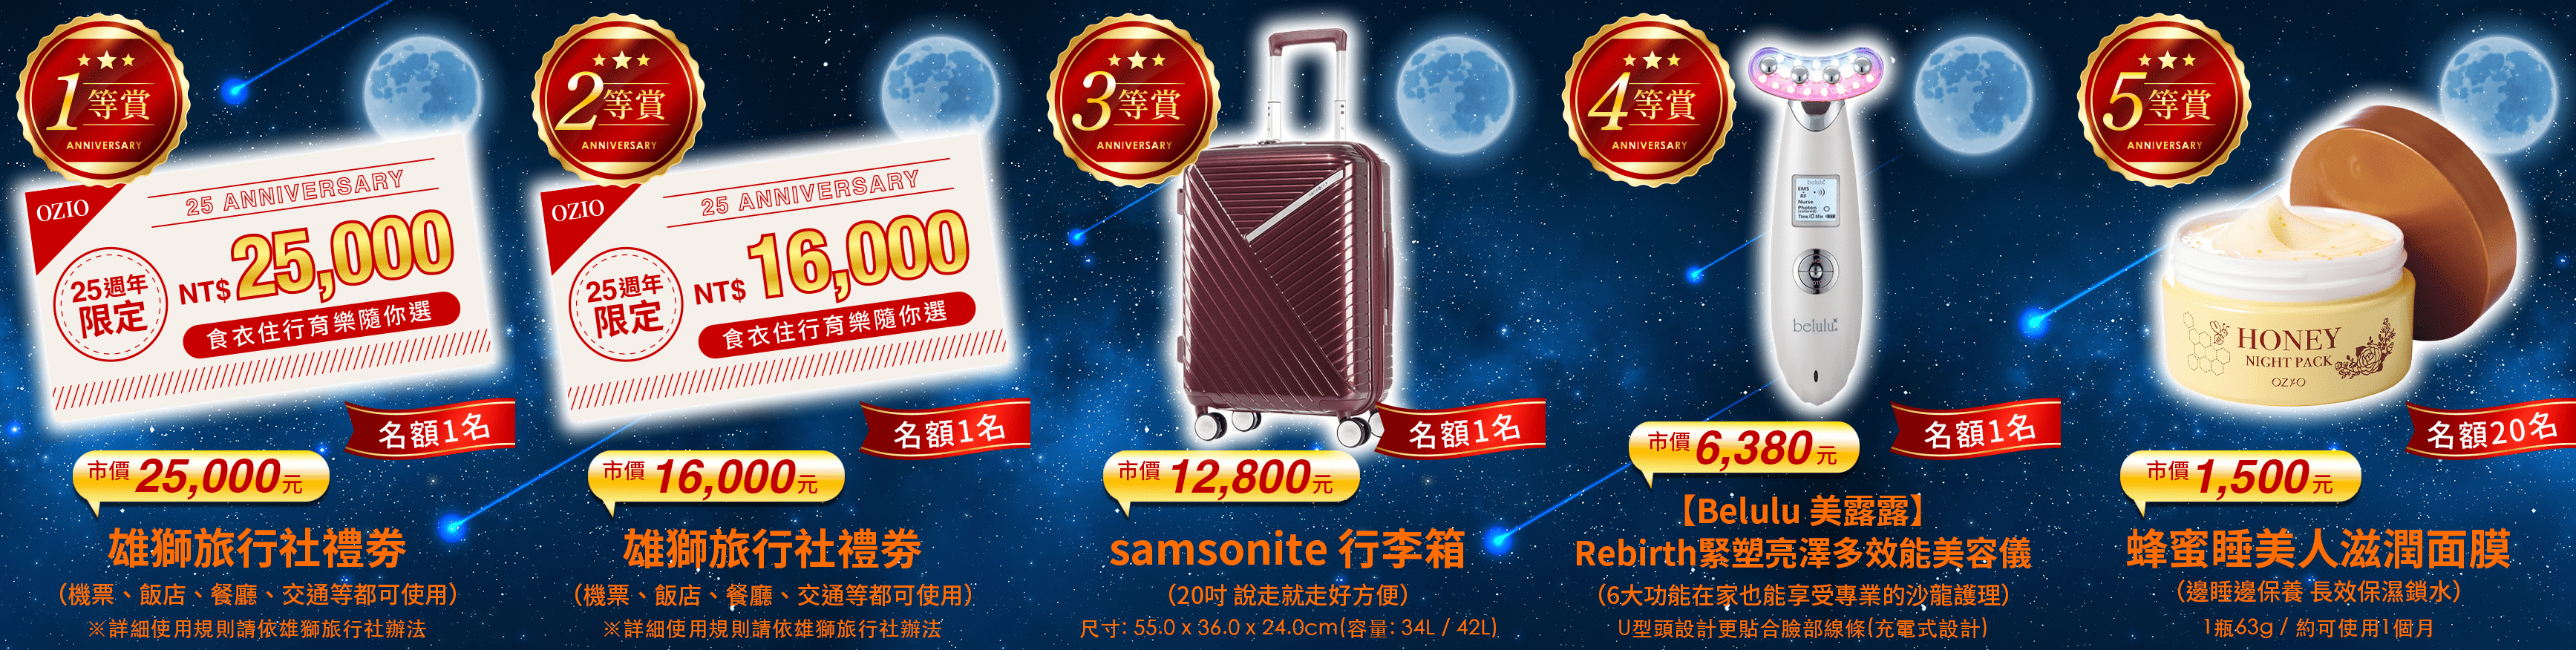 1等賞
ANNIVERSARY
OZIO
25 ANNIVERSARY
25週年
限定
NT$25,000
食衣住行育樂隨你選
名額1名
市價25,000元
雄獅旅行社禮劵
(機票、飯店、餐廳、交通等都可使用)
※詳細使用規則請依雄獅旅行社辦法
2等賞
ANNIVERSARY
OZIO
25 ANNIVERSARY
25週年
限定
NT$16,000
食衣住行育樂隨你選
名額1名
市價16,000元
雄獅旅行社禮劵
(機票、飯店、餐廳、交通等都可使用)
※詳細使用規則請依雄獅旅行社辦法
3等賞
ANNIVERSARY
名額1名
市價12,800元
samsonite 行李箱
(20吋 說走就走好方便)
尺寸: 55.0 x 36.0 x 24.0cm(容量: 34L / 42L)
4等賞
ANNIVERSARY
belulu
EMS
RF
Nurse
Photon
belulu
名額1名
市價6,380元
【Belulu 美露露】
Rebirth緊塑亮澤多效能美容儀
(6大功能在家也能享受專業的沙龍護理)
U型頭設計更貼合臉部線條(充電式設計)
5等賞
ANNIVERSARY
HONEY
NIGHT PACK
OZIO
名額20名
市價1,500元
蜂蜜睡美人滋潤面膜
(邊睡邊保養 長效保濕鎖水)
1瓶63g / 約可使用1個月